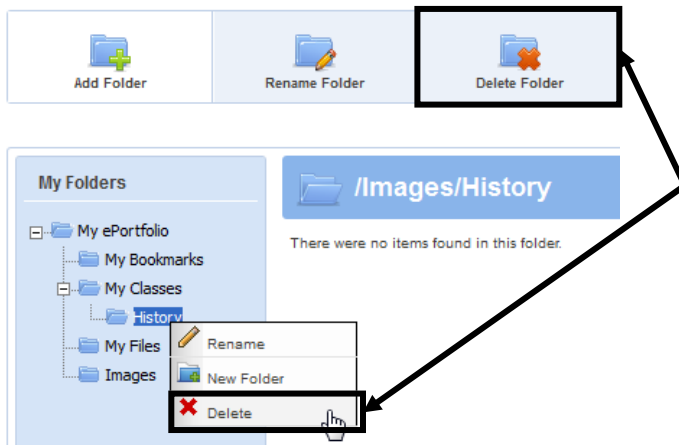 Add Folder
Rename Folder
Delete Folder
My Folders
/Images/History
My ePortfolio
There were no items found in this folder.
My Bookmarks
My Classes
History
My Files
Rename
Images
New Folder
Delete